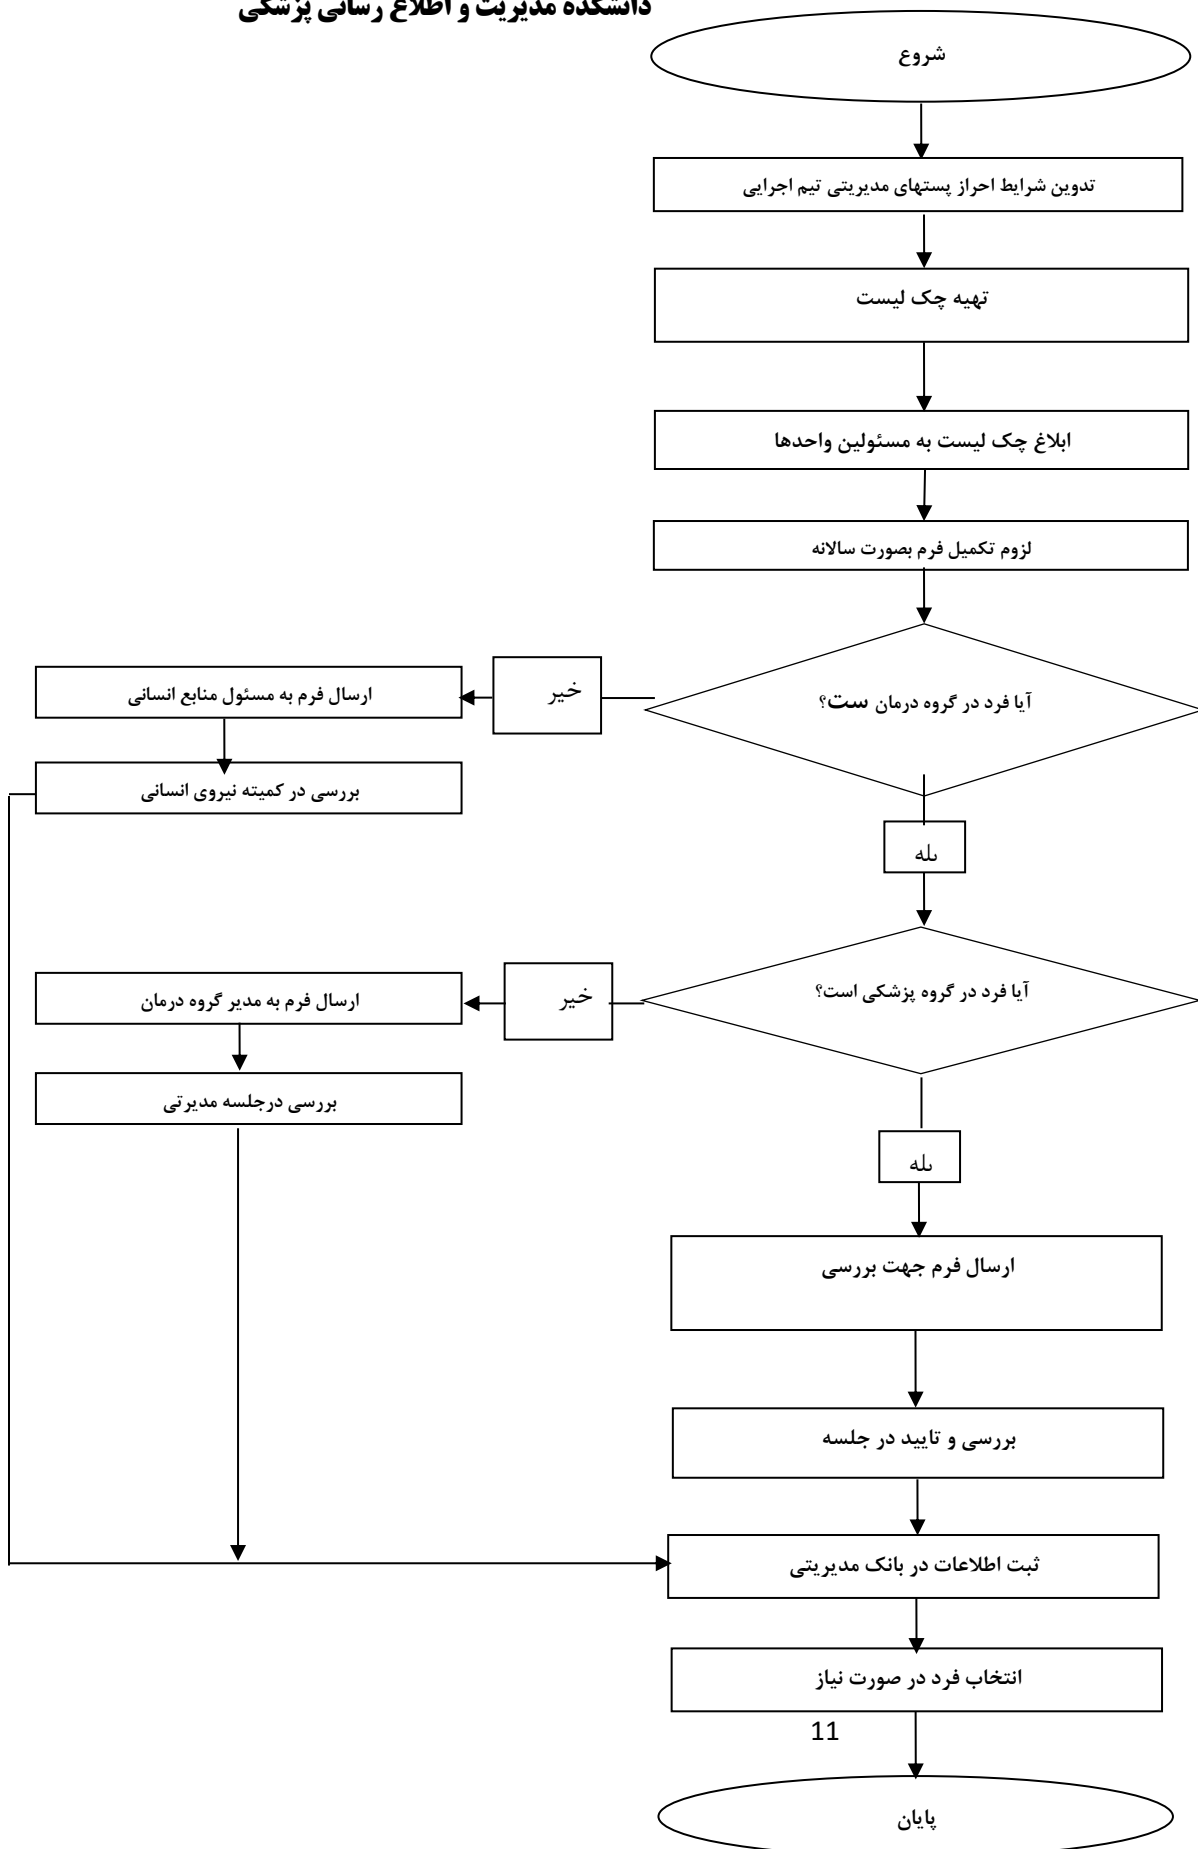 دانشکده مدیریت و اطلاع رسانی پزشکی
شروع
تدوین شرایط احراز پستهای مدیریتی تیم اجرایی
تهیه چک لیست
ابلاغ چک لیست به مسئولین واحدها
لزوم تکمیل فرم بصورت سالانه
آیا فرد در گروه درمان ست؟
خیر
ارسال فرم به مسئول منابع انسانی
بررسی در کمیته نیروی انسانی
بله
آیا فرد در گروه پزشکی است؟
خیر
ارسال فرم به مدیر گروه درمان
بررسی درجلسه مدیرتی
بله
ارسال فرم جهت بررسی
بررسی و تایید در جلسه
ثبت اطلاعات در بانک مدیریتی
انتخاب فرد در صورت نیاز
11
پایان